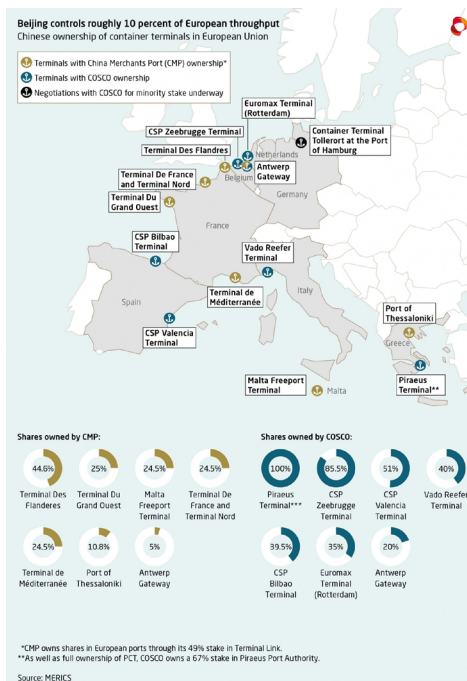 Beijing controls roughly 10 percent of European throughput
Chinese ownership of container terminals in European Union
Terminals with China Merchants Port (CMP) ownership*
Terminals with COSCO ownership
Negotiations with COSCO for minority stake underway
Euromax Terminal
(Rotterdam)
CSP Zeebrugge Terminal
Container Terminal
Tollerort at the Port
of Hamburg
Terminal Des Flandres
Netherlands
Terminal De France
and Terminal Nord
Belgium
Antwerp
Gateway
Germany
Terminal Du
Grand Ouest
France
CSP Bilbao
Terminal
Vado Reefer
Terminal
Spain
Terminal de
Méditerranée
Italy
Port of
Thessaloniki
CSP Valencia
Terminal
Greece
Malta Freeport
Terminal
Malta
Piraeus
Terminal**
Shares owned by CMP:
44.6%
25%
24.5%
24.5%
Terminal Des
Flanderes
Terminal Du
Grand Ouest
Malta
Freeport
Terminal
Terminal De
France and
Terminal Nord
24.5%
10.8%
5%
Terminal de
Méditerranée
Port of
Thessaloniki
Antwerp
Gateway
Shares owned by COSCO:
100%
85.5%
51%
40%
Piraeus
Terminal***
CSP
Zeebrugge
Terminal
CSP
Valencia
Terminal
Vado Reefer
Terminal
39.5%
35%
20%
CSP
Bilbao
Terminal
Euromax
Terminal
(Rotterdam)
Antwerp
Gateway
*CMP owns shares in European ports through its 49% stake in Terminal Link.
**As well as full ownership of PCT, COSCO owns a 67% stake in Piraeus Port Authority.
Source: MERICS